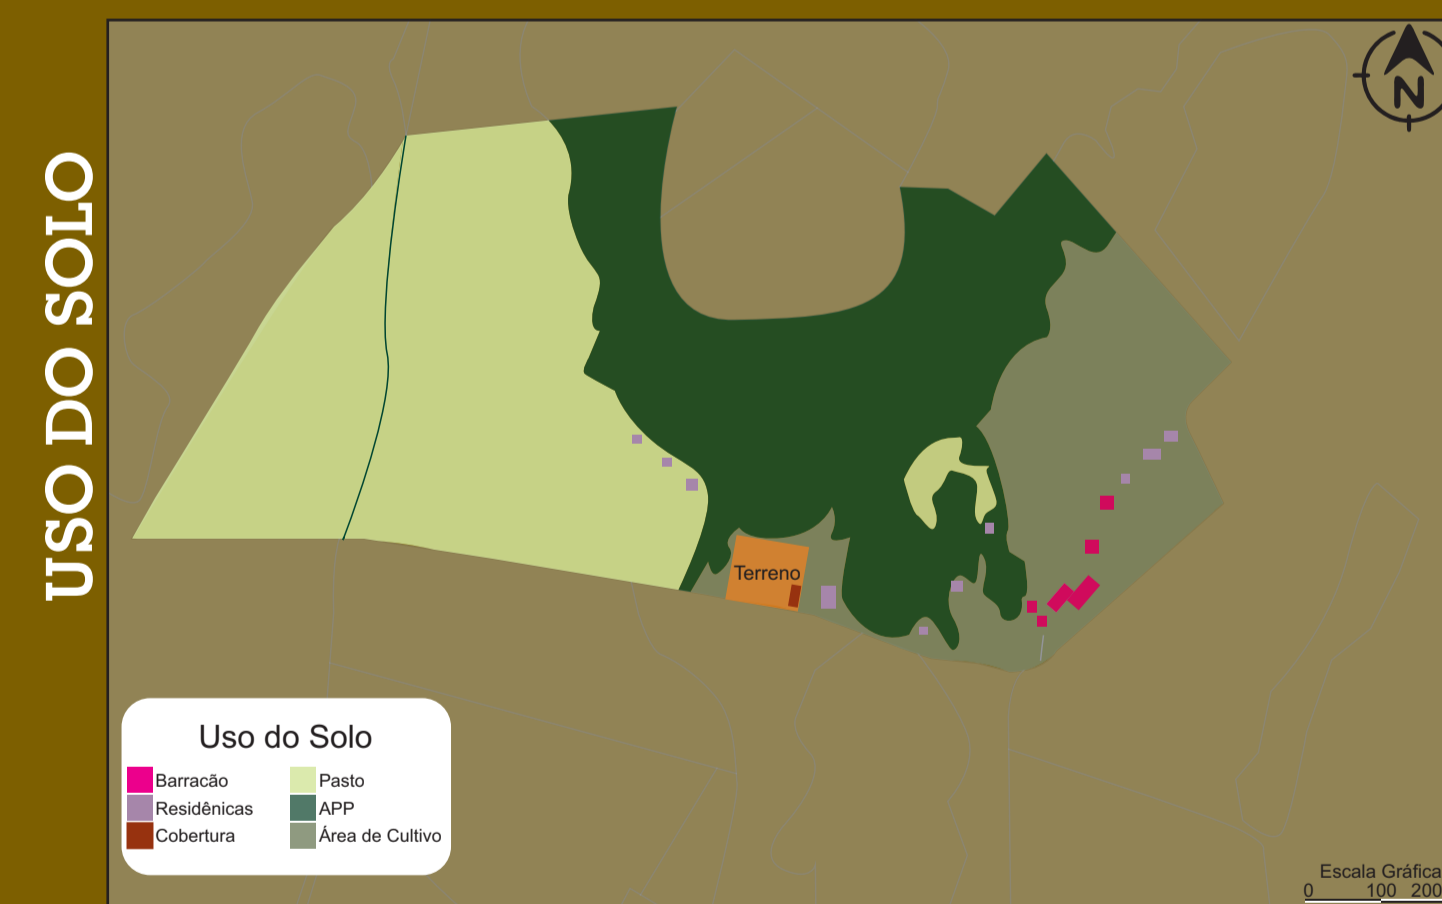 USO DO SOLO
N
Terreno
Uso do Solo
Barracão
Pasto
Residênicas
APP
Cobertura
Área de Cultivo
Escala Gráfica
0 100 200